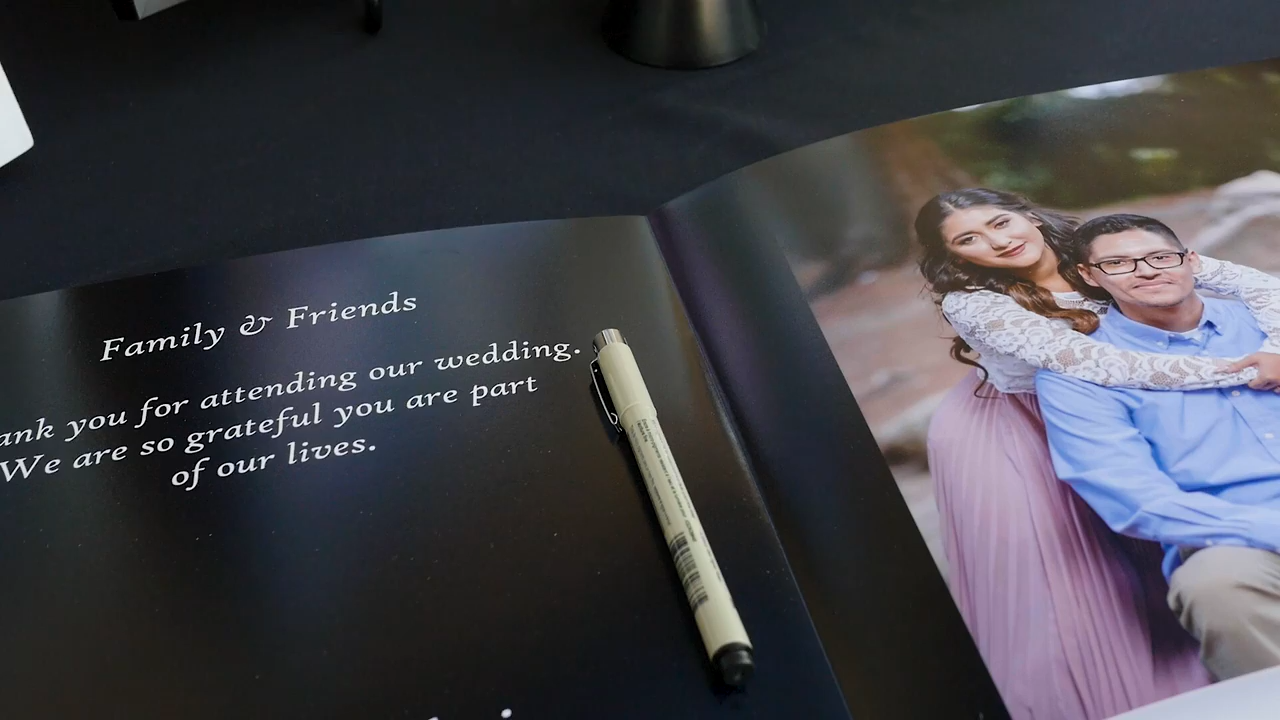 Family & Friends
ank you for attending our wedding.
We are so grateful you are part
of our lives.